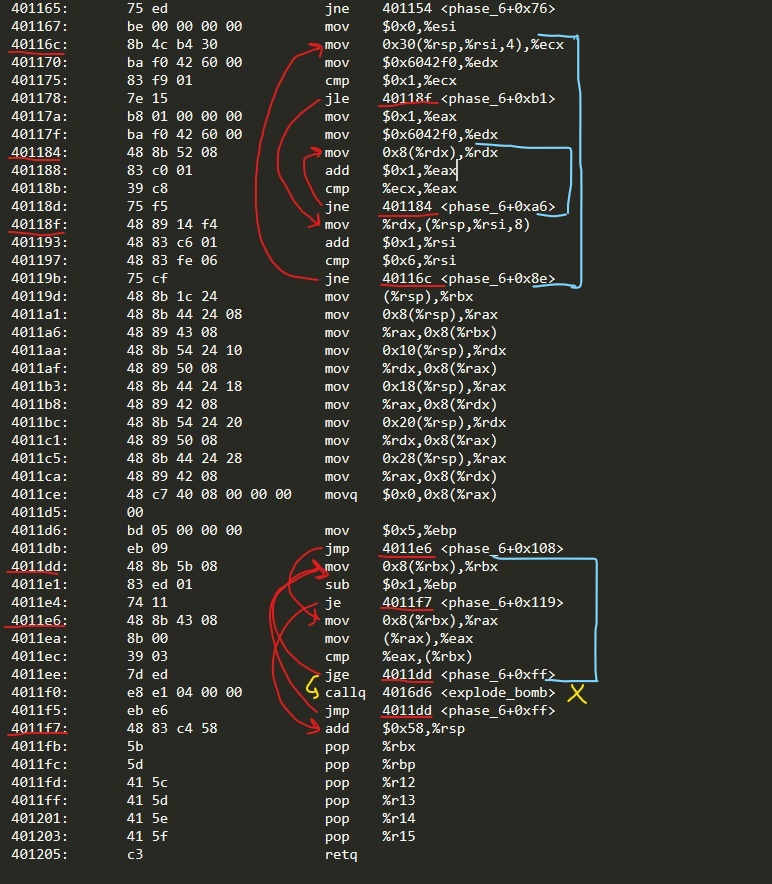 401165: 75 ed jne 401154 <phase_6+0x76>
401167: be 00 00 00 00 mov $0x0,%esi
40116c: 8b 4c b4 30 mov 0x30(%rsp,%rsi,4),%ecx
401170: ba f0 42 60 00 mov $0x6042f0,%edx
401175: 83 f9 01 cmp $0x1,%ecx
401178: 7e 15 jle 40118f <phase_6+0xb1>
40117a: b8 01 00 00 00 mov $0x1,%eax
40117f: ba f0 42 60 00 mov $0x6042f0,%edx
401184: 48 8b 52 08 mov 0x8(%rdx),%rdx
401188: 83 c0 01 add $0x1,%eax
40118b: 39 c8 cmp %ecx,%eax
40118d: 75 f5 jne 401184 <phase_6+0xa6>
40118f: 48 89 14 f4 mov %rdx,(%rsp,%rsi,8)
401193: 48 83 c6 01 add $0x1,%rsi
401197: 48 83 fe 06 cmp $0x6,%rsi
40119b: 75 cf jne 40116c <phase_6+0x8e>
40119d: 48 8b 1c 24 mov (%rsp),%rbx
4011a1: 48 8b 44 24 08 mov 0x8(%rsp),%rax
4011a6: 48 89 43 08 mov %rax,0x8(%rbx)
4011aa: 48 8b 54 24 10 mov 0x10(%rsp),%rdx
4011af: 48 89 50 08 mov %rdx,0x8(%rax)
4011b3: 48 8b 44 24 18 mov 0x18(%rsp),%rax
4011b8: 48 89 42 08 mov %rax,0x8(%rdx)
4011bc: 48 8b 54 24 20 mov 0x20(%rsp),%rdx
4011c1: 48 89 50 08 mov %rdx,0x8(%rax)
4011c5: 48 8b 44 24 28 mov 0x28(%rsp),%rax
4011ca: 48 89 42 08 mov %rax,0x8(%rdx)
4011ce: 48 c7 40 08 00 00 00 movq $0x0,0x8(%rax)
4011d5: 00
4011d6: bd 05 00 00 00 mov $0x5,%ebp
4011db: eb 09 jmp 4011e6 <phase_6+0x108>
4011dd: 48 8b 5b 08 mov 0x8(%rbx),%rbx
4011e1: 83 ed 01 sub $0x1,%ebp
4011e4: 74 11 je 4011f7 <phase_6+0x119>
4011e6: 48 8b 43 08 mov 0x8(%rbx),%rax
4011ea: 8b 00 mov (%rax),%eax
4011ec: 39 03 cmp %eax,(%rbx)
4011ee: 7d ed jge 4011dd <phase_6+0xff>
4011f0: e8 e1 04 00 00 callq 4016d6 <explode_bomb>
4011f5: eb e6 jmp 4011dd <phase_6+0xff>
4011f7: 48 83 c4 58 add $0x58,%rsp
4011fb: 5b pop %rbx
4011fc: 5d pop %rbp
4011fd: 41 5c pop %r12
4011ff: 41 5d pop %r13
401201: 41 5e pop %r14
401203: 41 5f pop %r15
401205: c3 retq